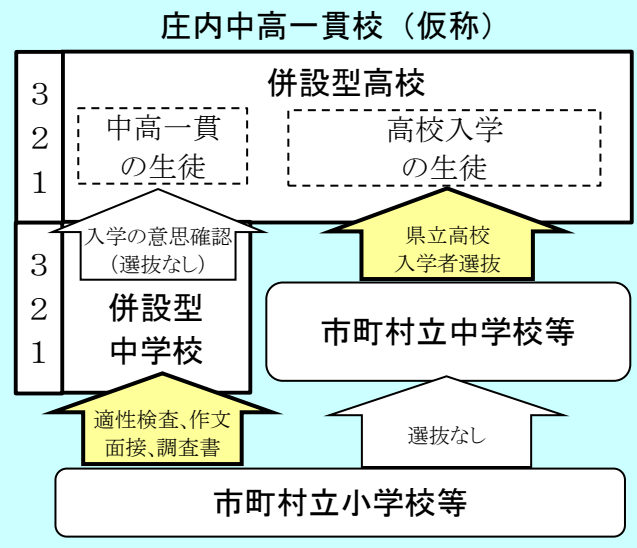 庄内中高一貫校（仮称）
併設型高校
3
2
1
中高一貫
の生徒
高校入学
の生徒
入学の意思確認
（選抜なし）
県立高校
入学者選抜
3
2
1
併設型
中学校
市町村立中学校等
適性検査、作文
面接、調査書
選抜なし
市町村立小学校等